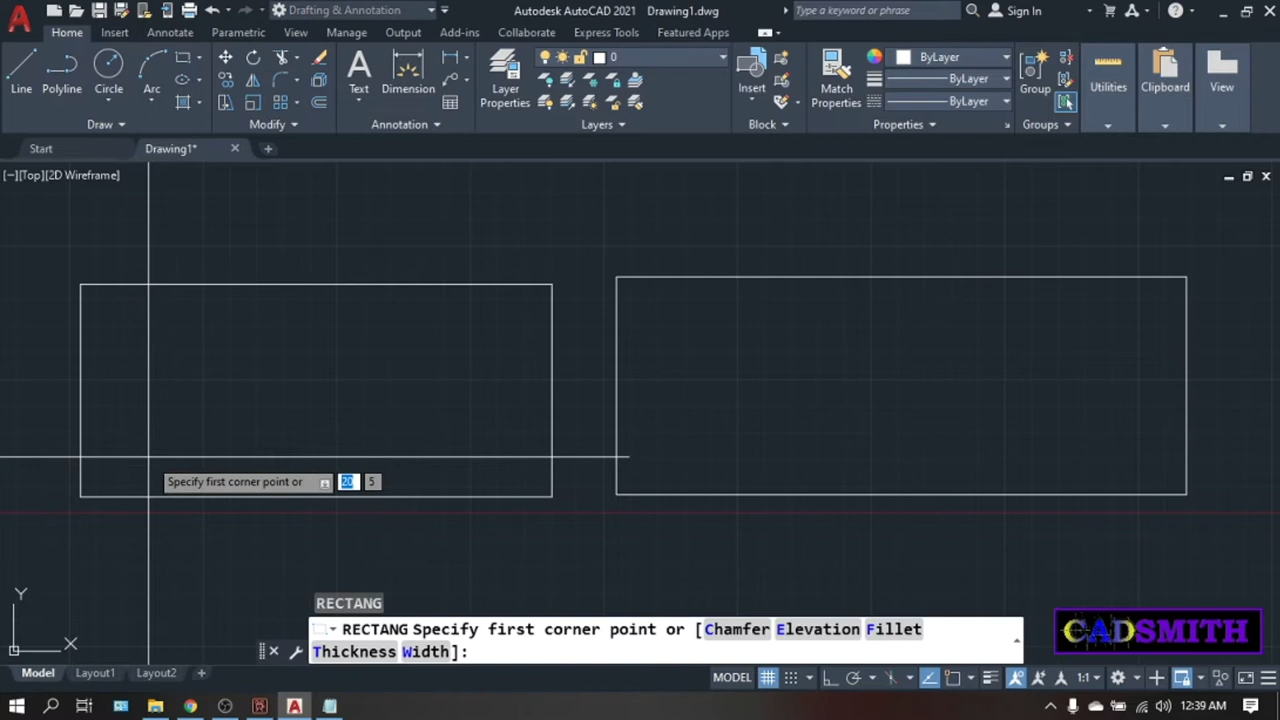 Drafting & Annotation
Autodesk AutoCAD 2021 Drawing1.dwg
Type a keyword or phrase
Sign In
Home Insert Annotate Parametric View Manage Output Add-ins Collaborate Express Tools Featured Apps
Line Polyline Circle Arc
Draw
Modify
Text Dimension
Annotation
Layer Properties
0
Layers
Insert
Block
Match Properties
ByLayer
ByLayer
ByLayer
Properties
Group
Groups
Utilities
Clipboard
View
Start
Drawing1*
[−][Top][2D Wireframe]
Specify first corner point or 20 5
RECTANG
RECTANG Specify first corner point or [Chamfer Elevation Fillet
Thickness Width]:
Y
X
CADSMITH
Model Layout1 Layout2
MODEL
1:1
12:39 AM